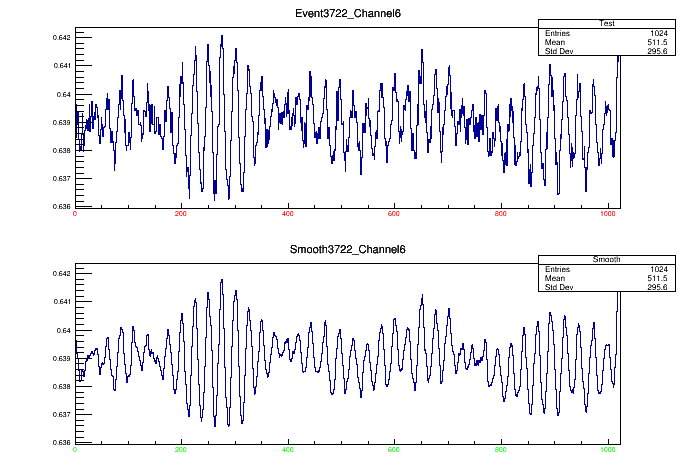 Event3722_Channel6
Test
Entries 1024
Mean 511.5
Std Dev 295.6
0.642
0.641
0.64
0.639
0.638
0.637
0.636
0 200 400 600 800 1000
Smooth3722_Channel6
Smooth
Entries 1024
Mean 511.5
Std Dev 295.6
0.642
0.641
0.64
0.639
0.638
0.637
0.636
0 200 400 600 800 1000